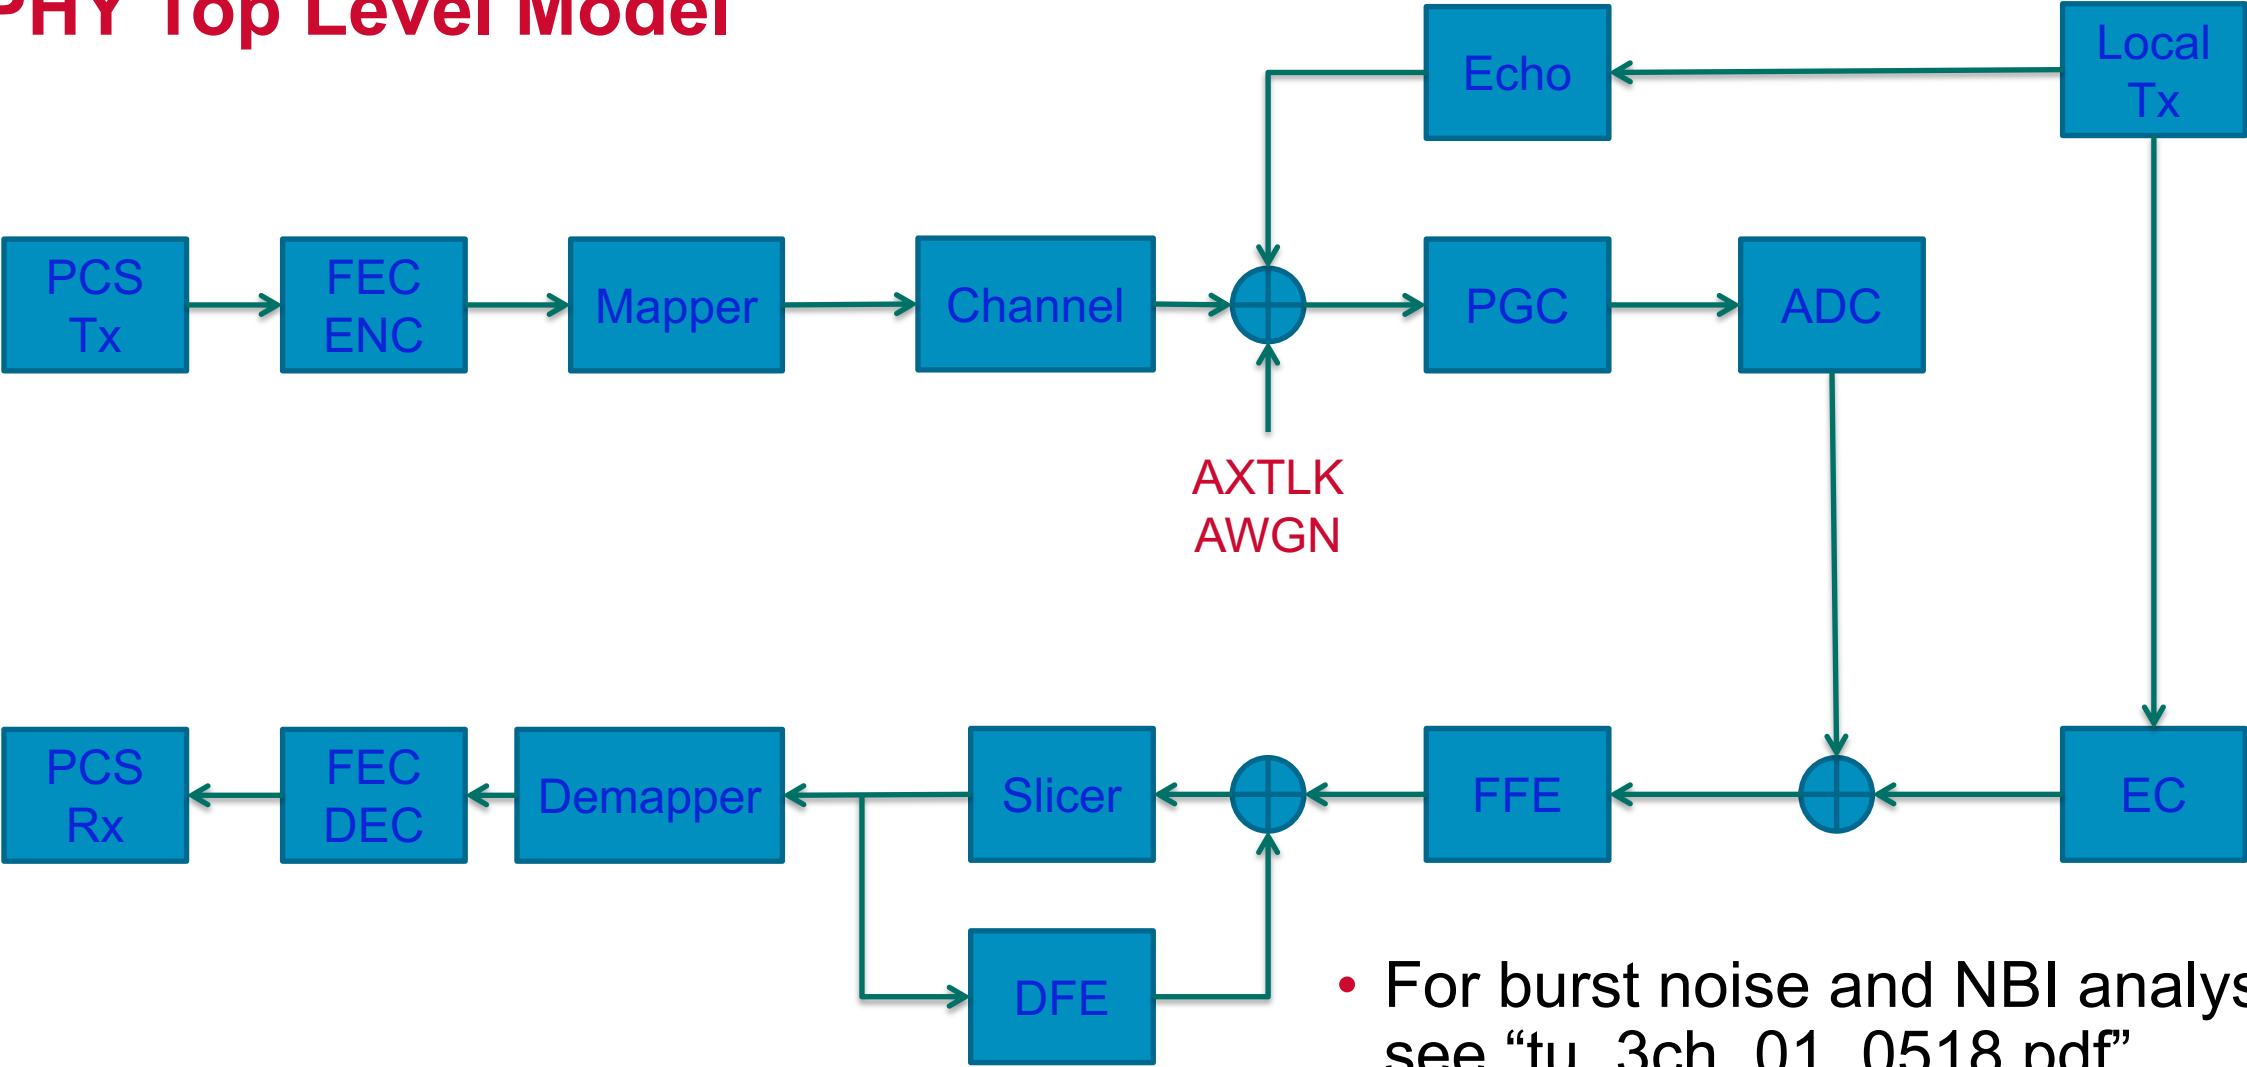 PHY Top Level Model
Echo
Local
Tx
PCS
Tx
FEC
ENC
Mapper
Channel
PGC
ADC
AXTLK
AWGN
PCS
Rx
FEC
DEC
Demapper
Slicer
FFE
EC
DFE
• For burst noise and NBI analys
see “tu_3ch_01_0518.pdf”